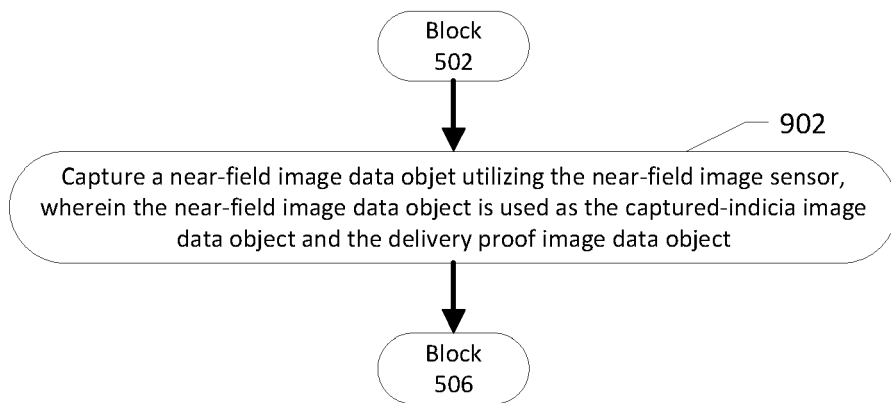 Block
502
902
Capture a near-field image data objet utilizing the near-field image sensor,
wherein the near-field image data object is used as the captured-indicia image
data object and the delivery proof image data object
Block
506